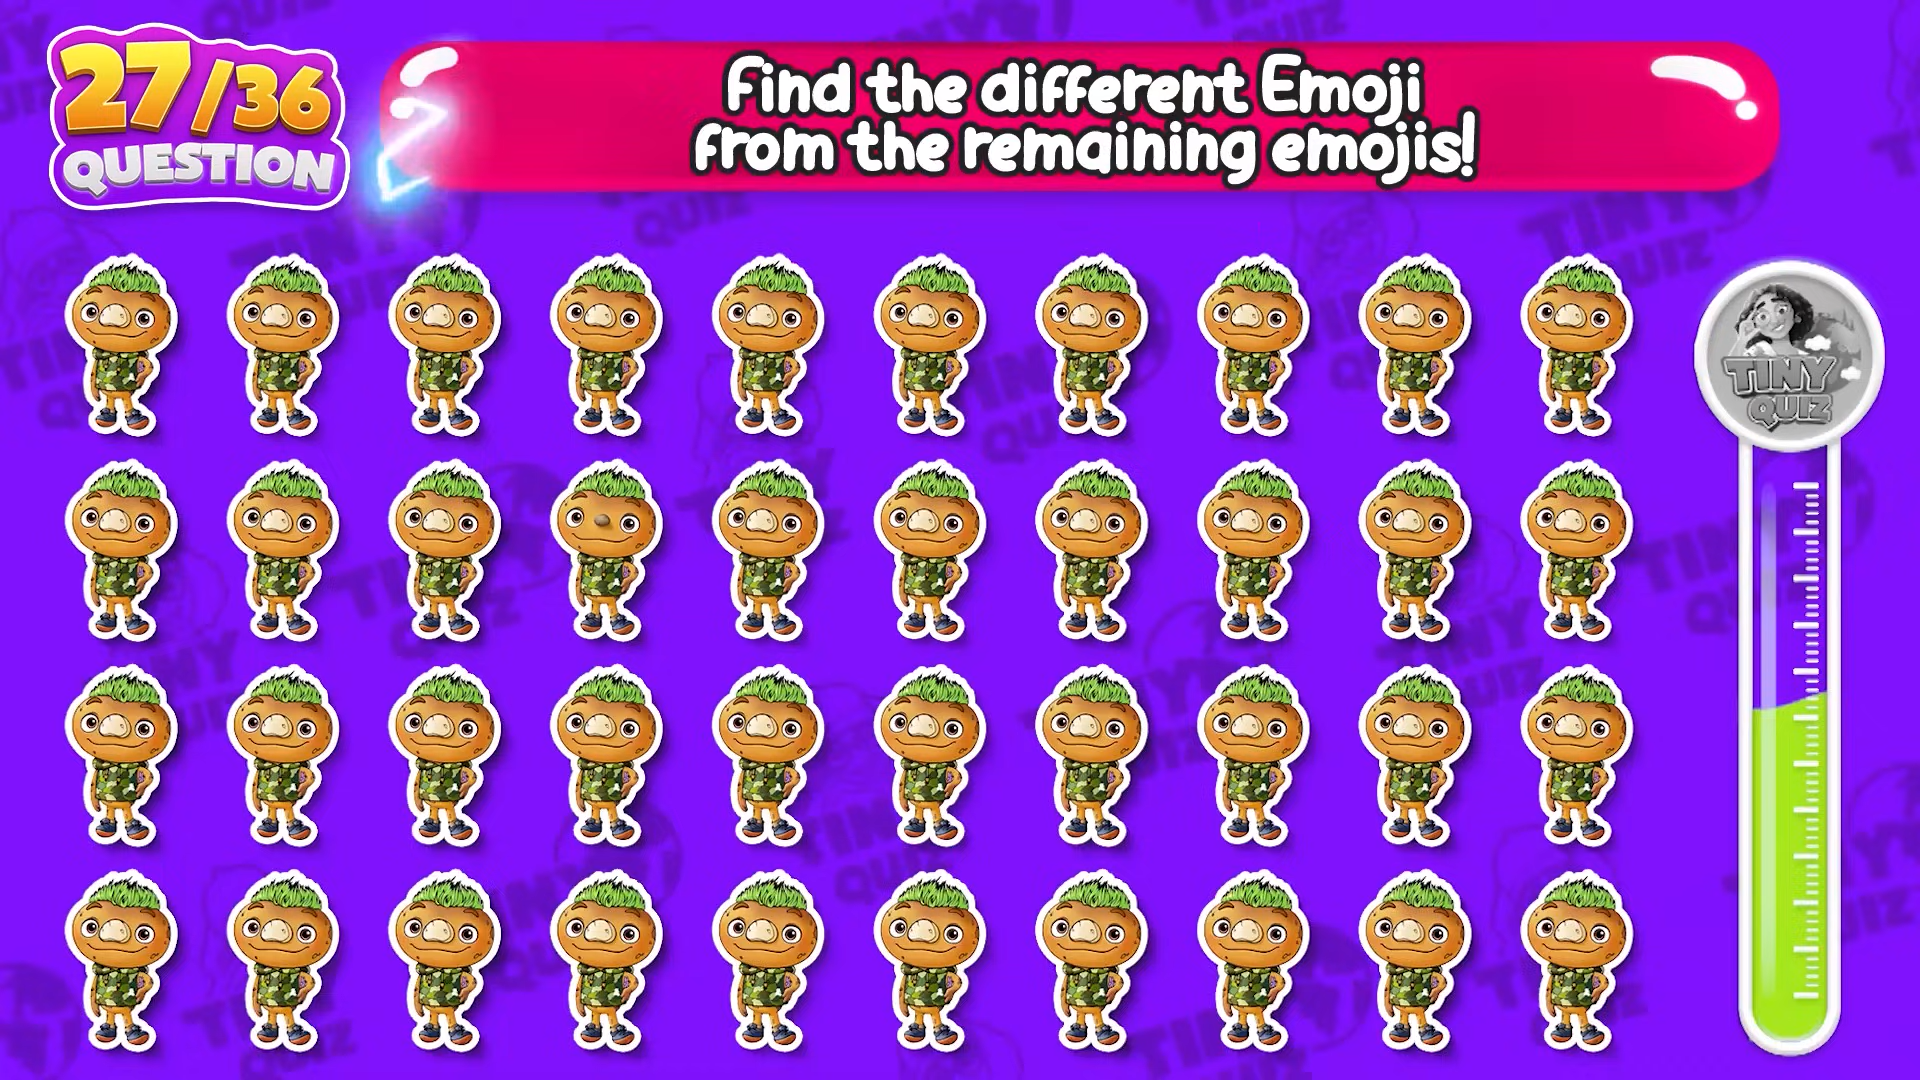 27/36
QUESTION
Find the different Emoji
from the remaining emojis!
TINY
QUIZ